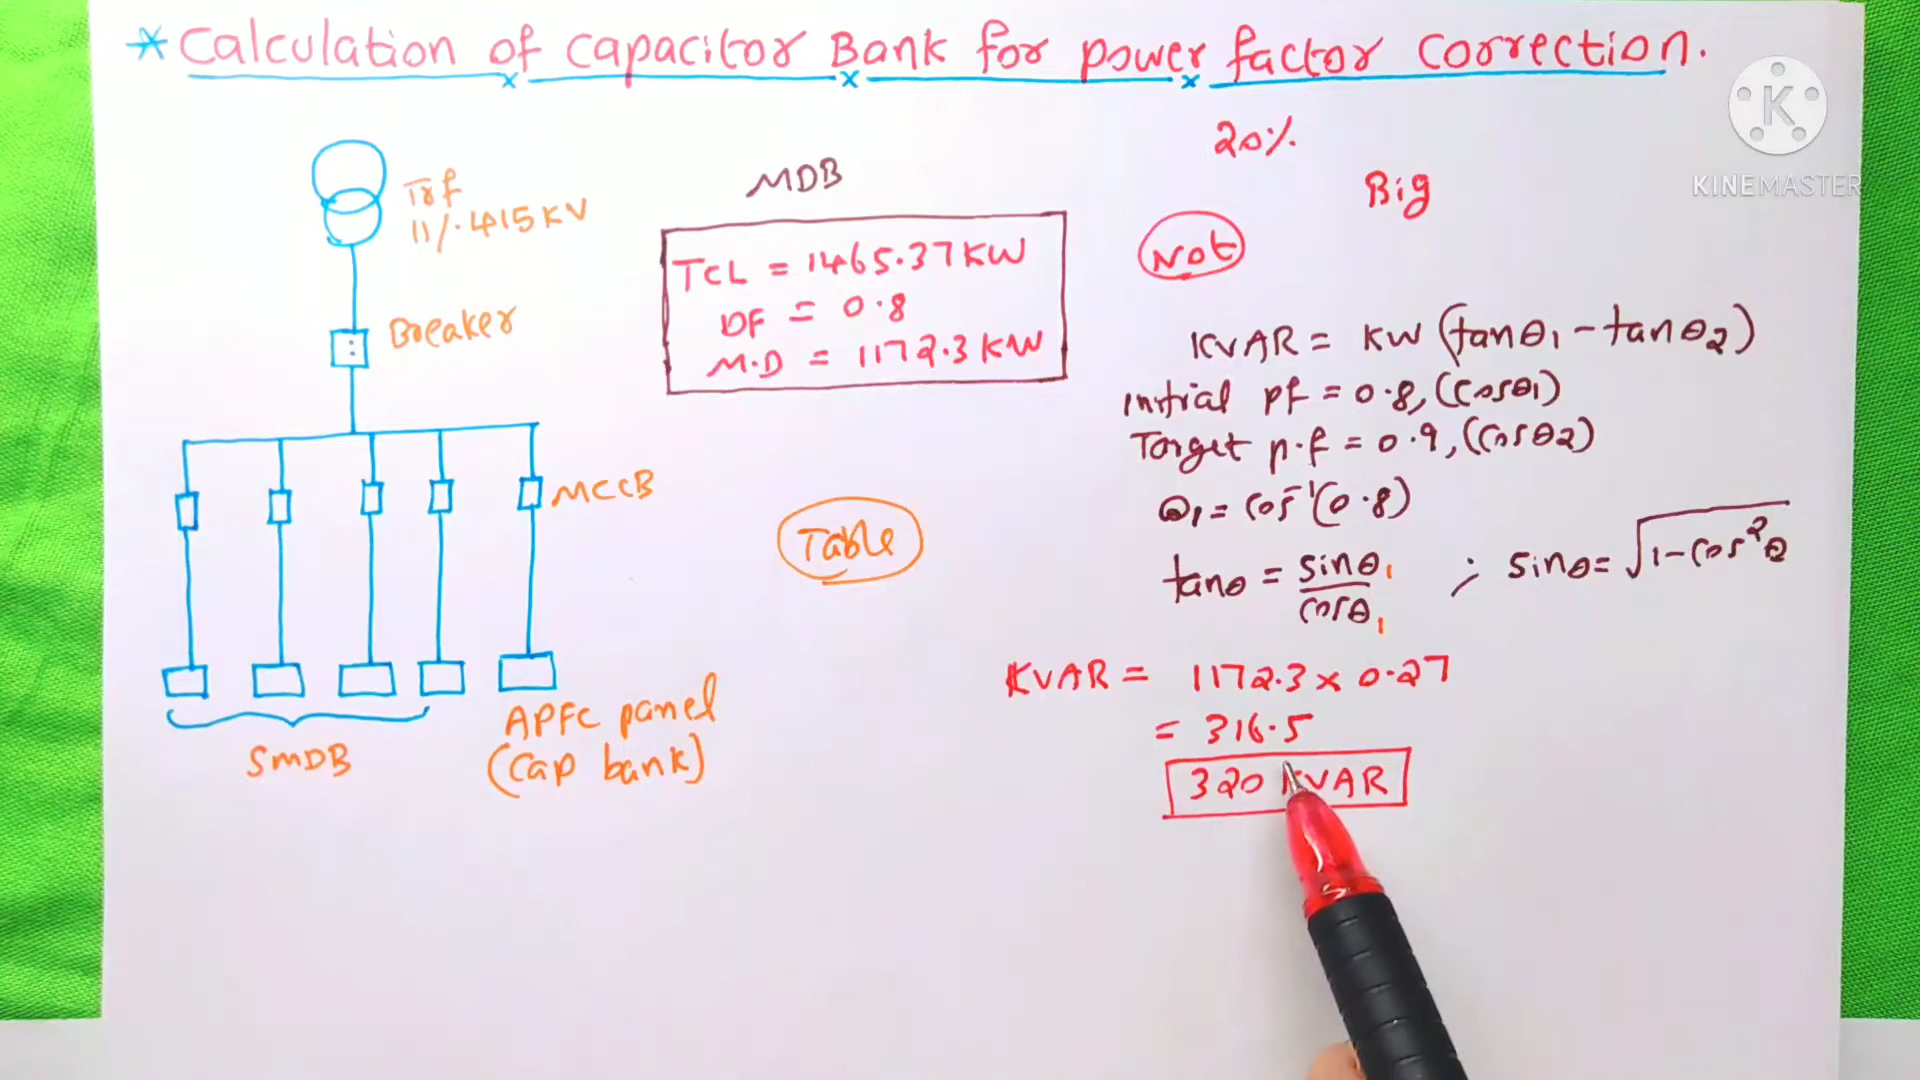 * Calculation of capacitor Bank for power factor correction.
20%
Big
KINEMASTER
Trf
11/.415KV
MDB
TCL = 1465.37KW
DF = 0.8
M.D = 1172.3KW
Not
Breaker
KVAR = KW (tanθ1 - tanθ2)
Initial pf = 0.8, (cosθ1)
Target p.f = 0.9, (cosθ2)
MCCB
Table
θ1 = cos⁻¹(0.8)
tanθ = sinθ1/cosθ1 ; sinθ = √1-cos²θ
KVAR = 1172.3 x 0.27
= 316.5
320 KVAR
SMDB
APFC panel
(cap bank)